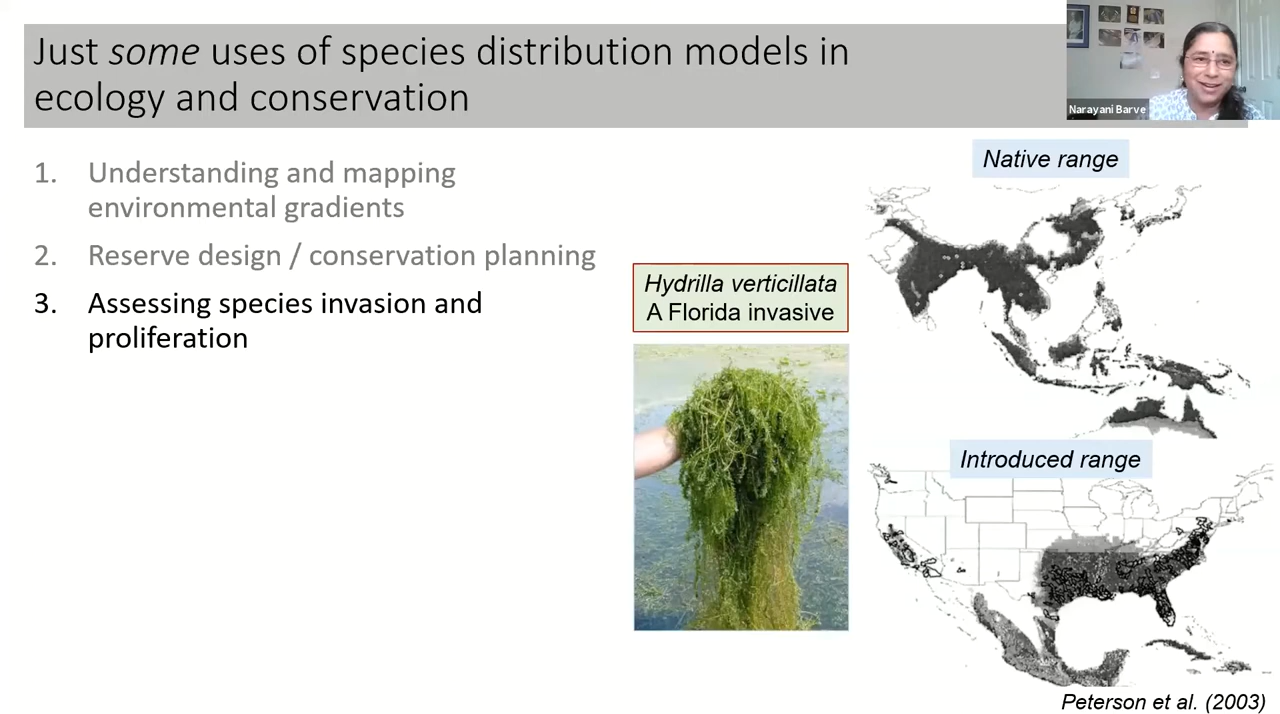 Just some uses of species distribution models in
ecology and conservation
Narayani Barve
1. Understanding and mapping
environmental gradients
2. Reserve design / conservation planning
3. Assessing species invasion and
proliferation
Hydrilla verticillata
A Florida invasive
Native range
Introduced range
Peterson et al. (2003)